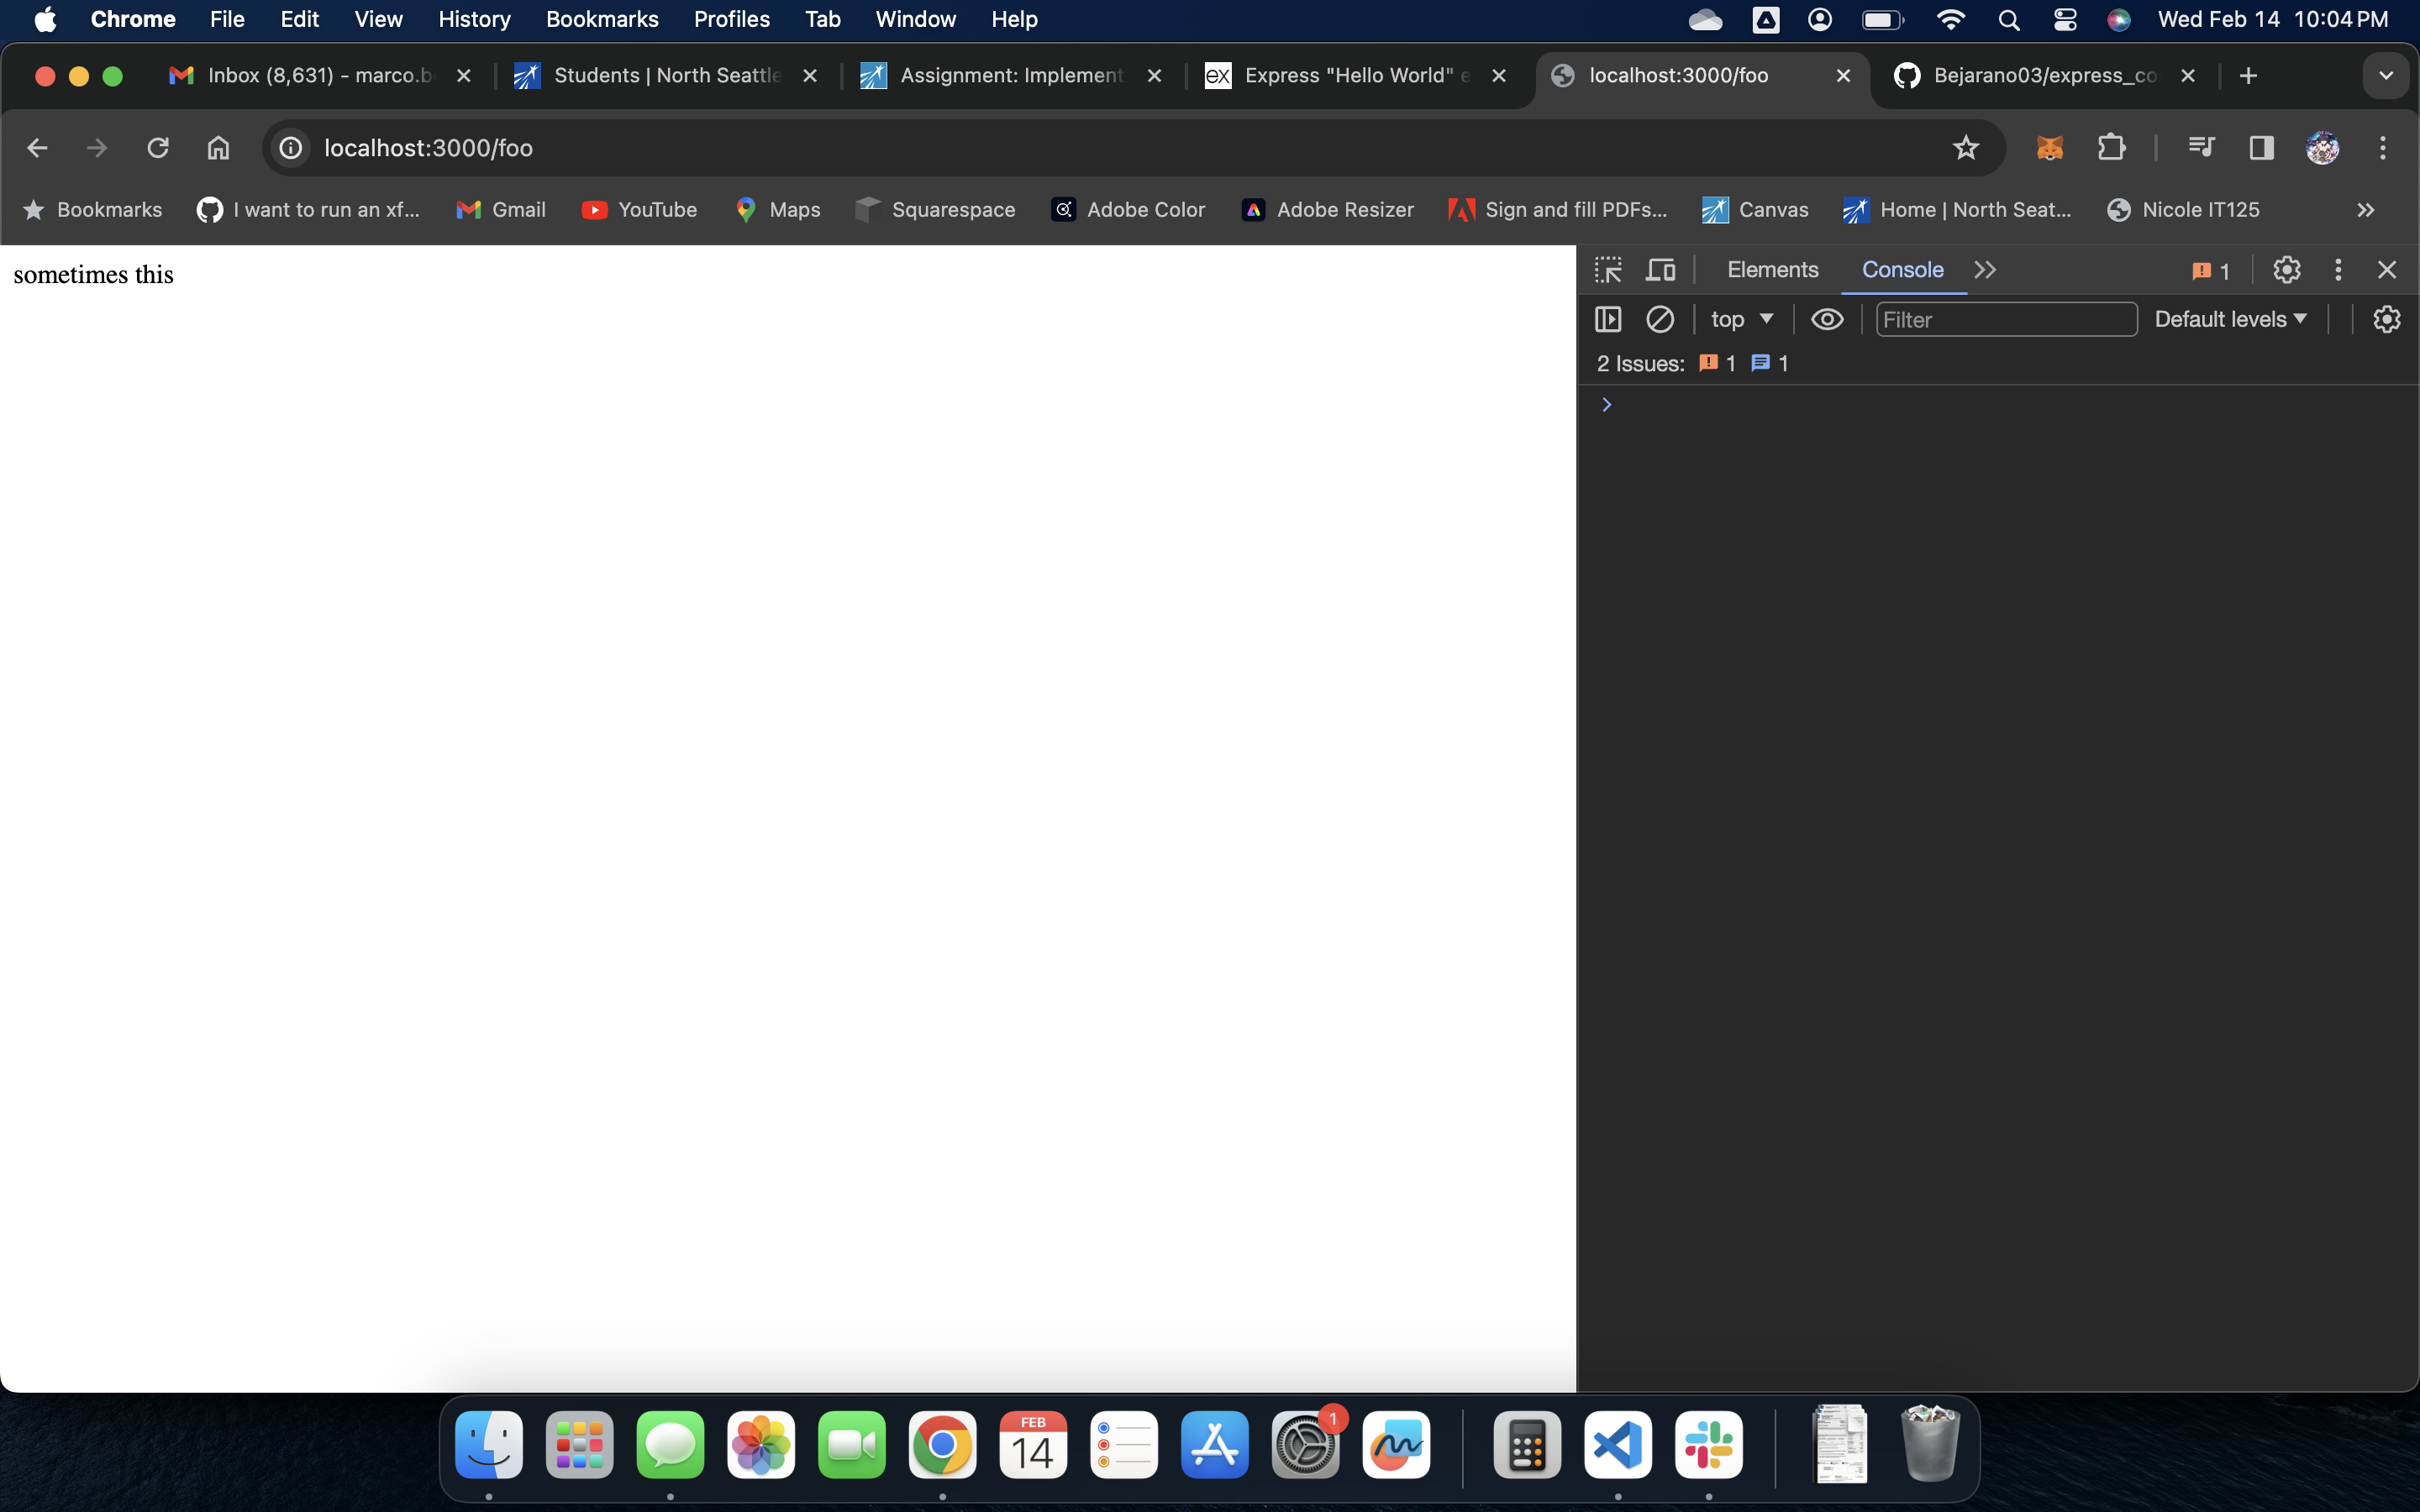 Chrome File Edit View History Bookmarks Profiles Tab Window Help Wed Feb 14 10:04 PM
Inbox (8,631) - marco.b Students | North Seattle Assignment: Implement ex Express "Hello World" e localhost:3000/foo Bejarano03/express_co
localhost:3000/foo
Bookmarks I want to run an xf... Gmail YouTube Maps Squarespace Adobe Color Adobe Resizer Sign and fill PDFs... Canvas Home | North Seat... Nicole IT125
sometimes this
Elements Console 1
top Filter Default levels
2 Issues: 1 1
FEB
14
1